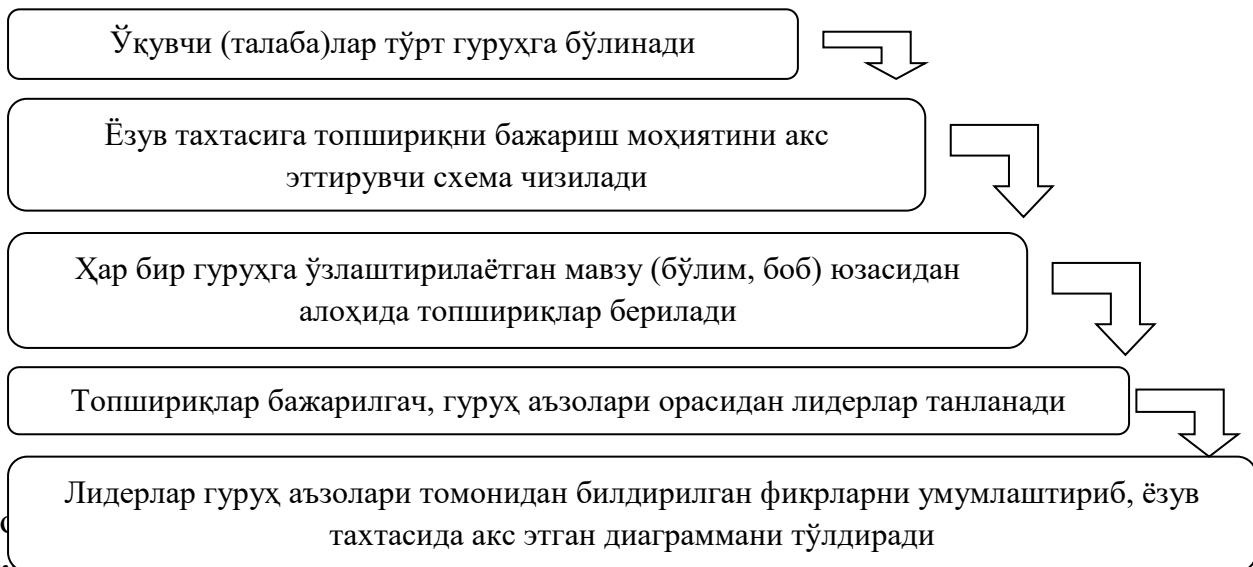 Ўқувчи (талаба)лар тўрт гуруҳга бўлинади
Ёзув тахтасига топшириқни бажариш моҳиятини акс
эттирувчи схема чизилади
Ҳар бир гуруҳга ўзлаштирилаётган мавзу (бўлим, боб) юзасидан
алоҳида топшириқлар берилади
Топшириқлар бажарилгач, гуруҳ аъзолари орасидан лидерлар танланади
Лидерлар гуруҳ аъзолари томонидан билдирилган фикрларни умумлаштириб, ёзув
тахтасида акс этган диаграммани тўлдиради